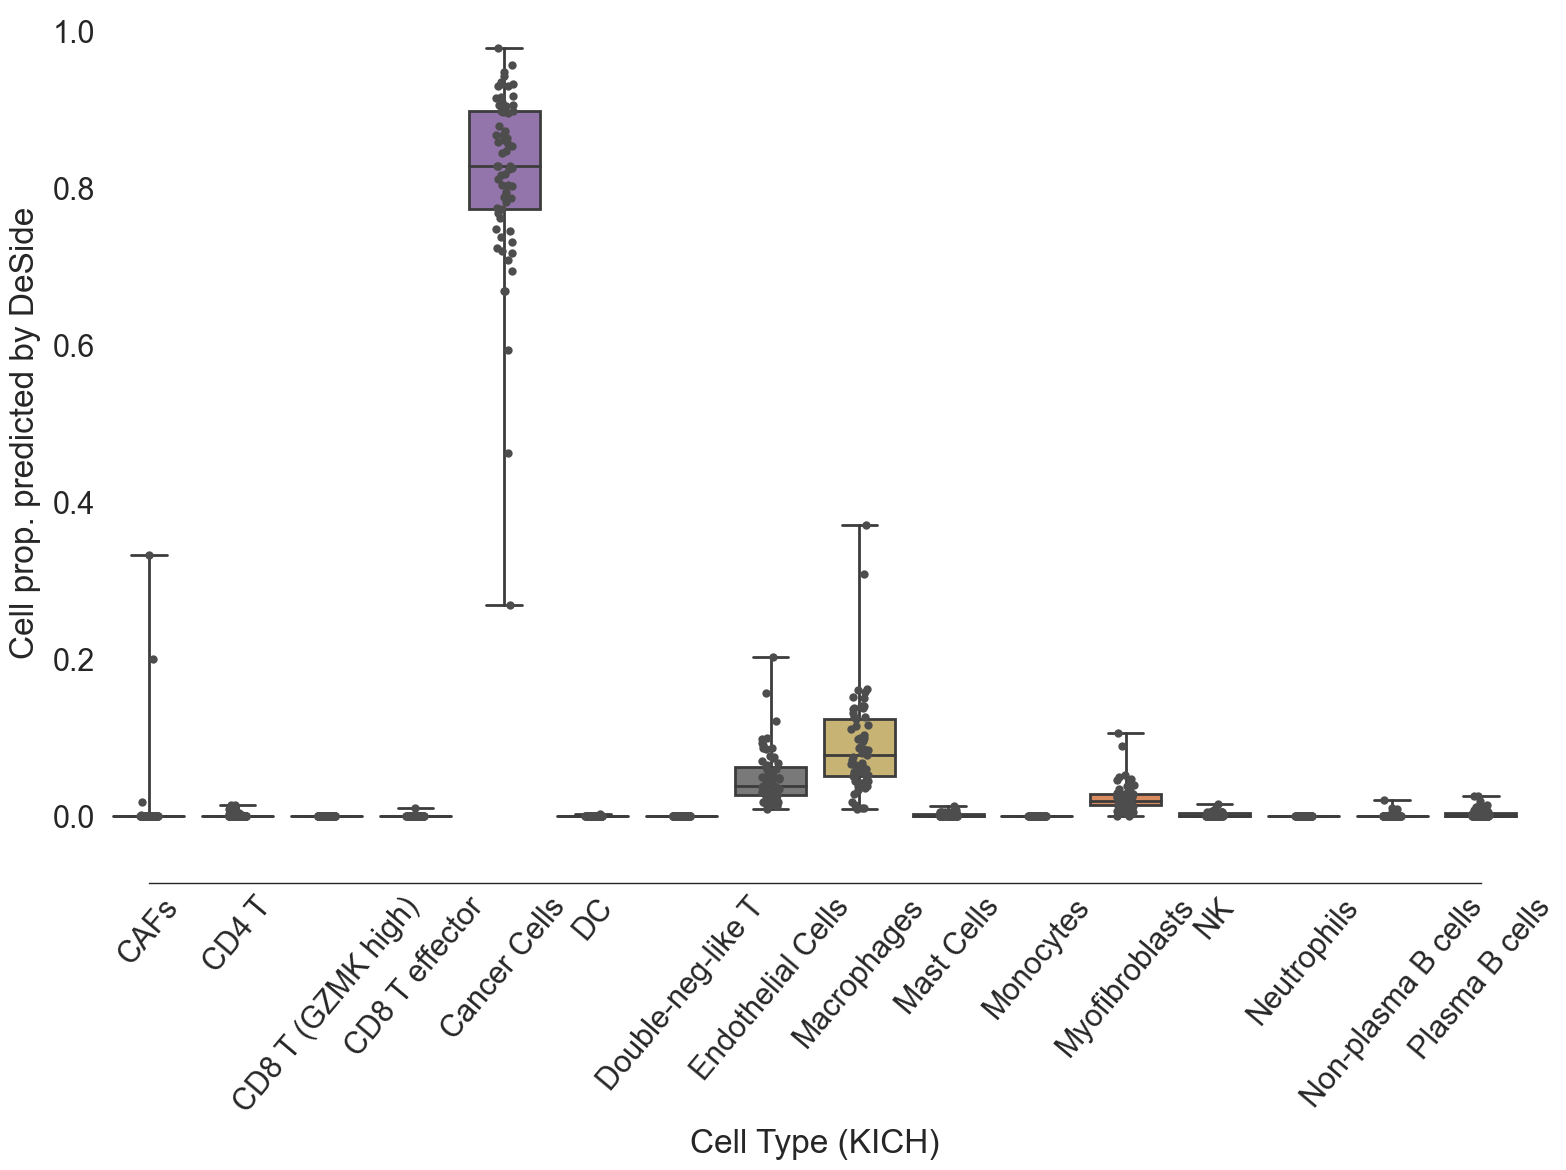 Cell prop. predicted by DeSide
1.0
0.8
0.6
0.4
0.2
0.0
CAFs
CD4 T
CD8 T (GZMK high)
CD8 T effector
Cancer Cells
DC
Double-neg-like T
Endothelial Cells
Macrophages
Mast Cells
Monocytes
Myofibroblasts
NK
Neutrophils
Non-plasma B cells
Plasma B cells
Cell Type (KICH)